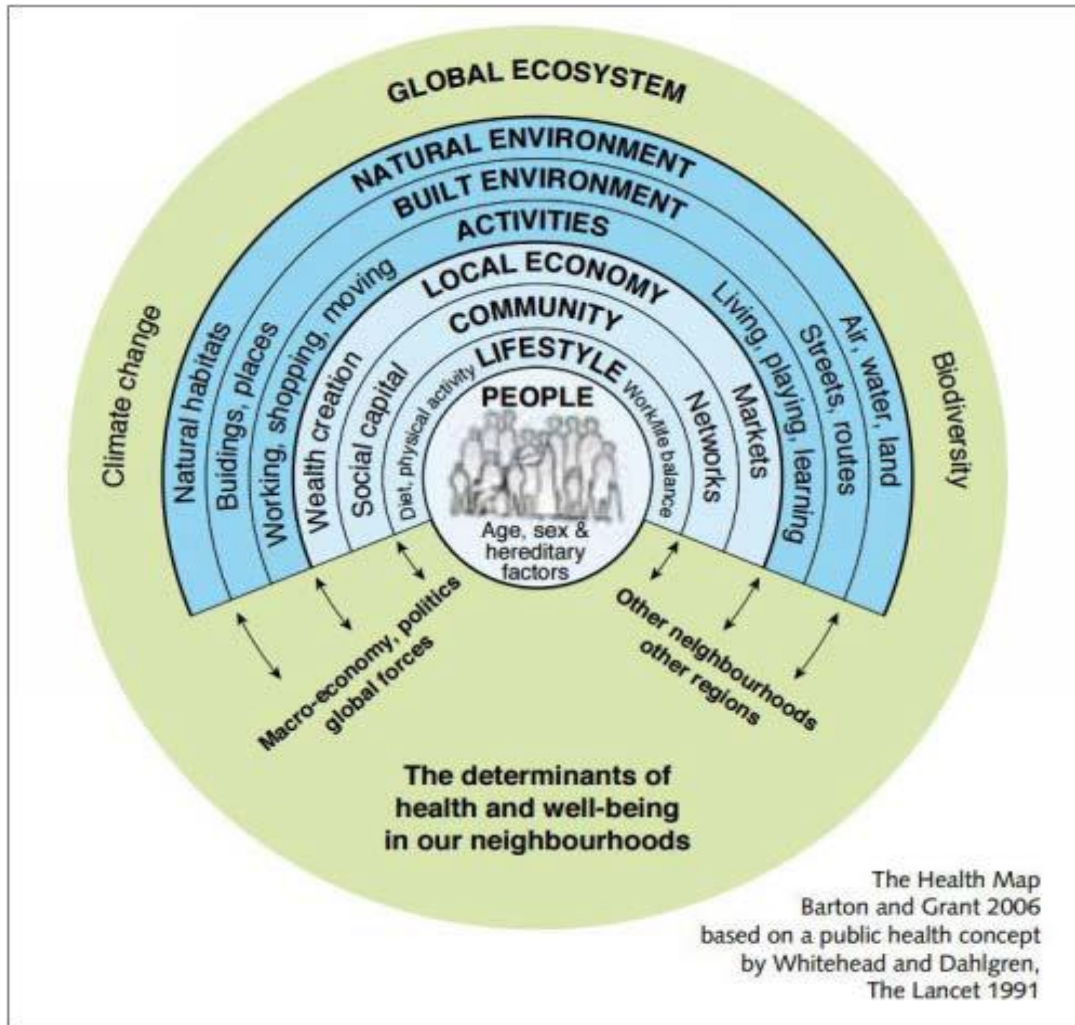 GLOBAL ECOSYSTEM
NATURAL ENVIRONMENT
BUILT ENVIRONMENT
ACTIVITIES
LOCAL ECONOMY
COMMUNITY
LIFESTYLE
PEOPLE
Age, sex &
hereditary
factors
Climate change
Natural habitats
Buidings, places
Working, shopping, moving
Wealth creation
Social capital
Diet, physical activity
Work/life balance
Networks
Markets
Living, playing, learning
Streets, routes
Air, water, land
Biodiversity
Macro-economy, politics
global forces
Other neighbourhoods
other regions
The determinants of
health and well-being
in our neighbourhoods
The Health Map
Barton and Grant 2006
based on a public health concept
by Whitehead and Dahlgren,
The Lancet 1991